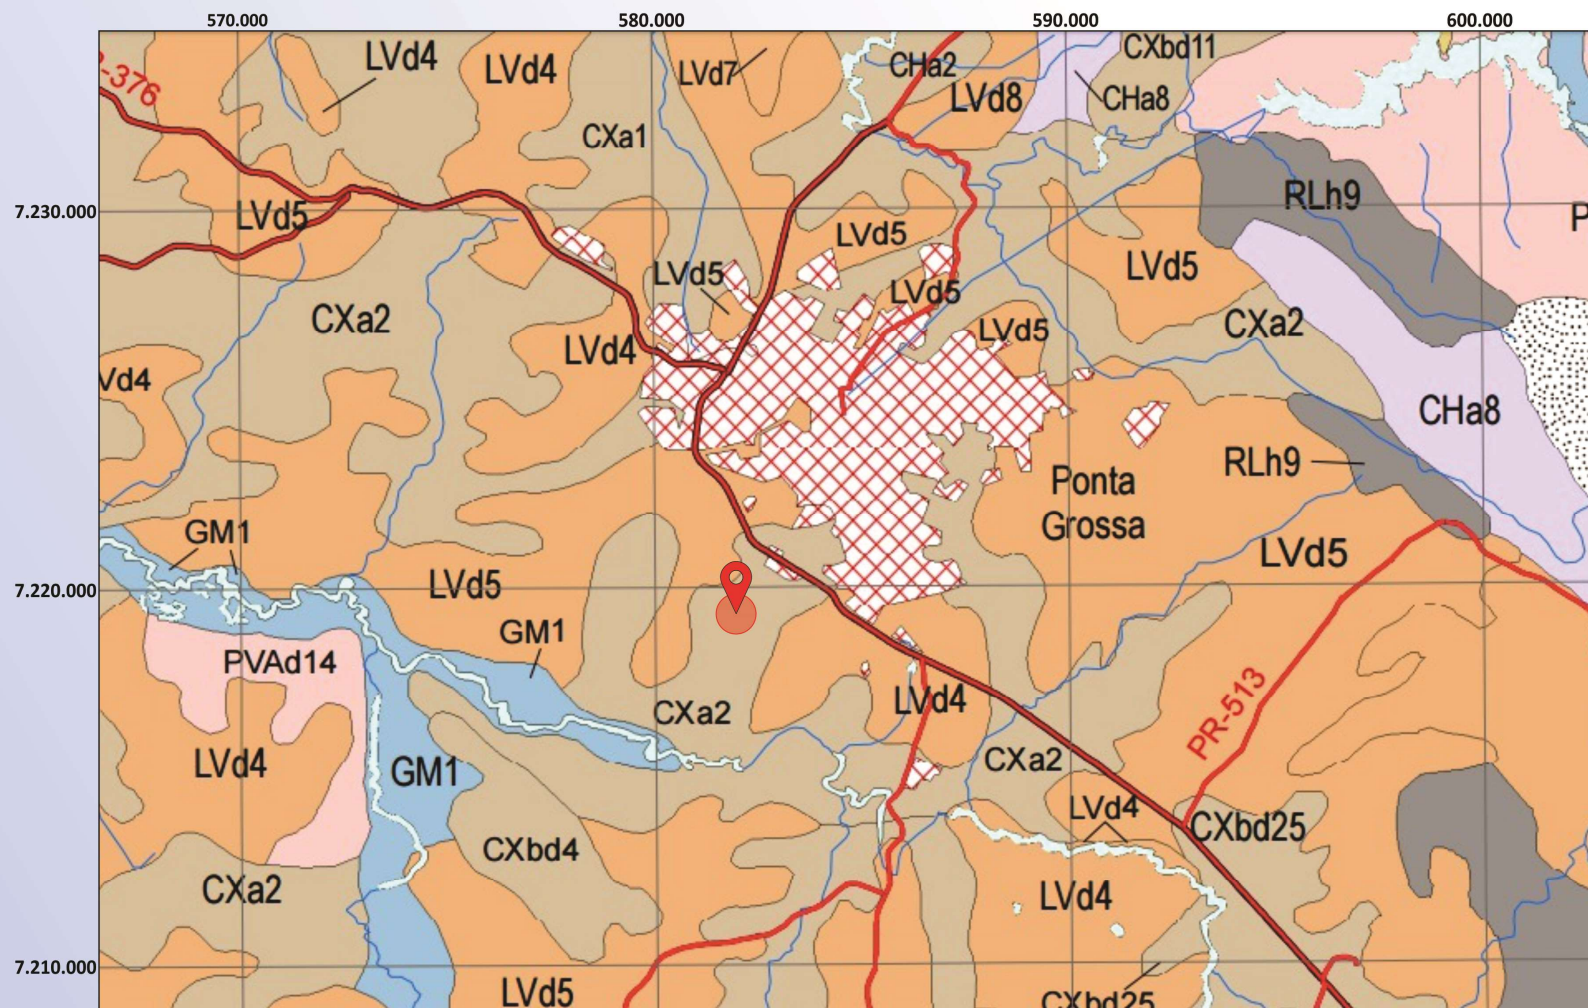 570.000
580.000
590.000
600.000
LVd4
LVd4
LVd7
CHa2
CXbd11
-376
LVd8
CHa8
CXa1
RLh9
7.230.000
LVd5
LVd5
P
LVd5
LVd5
LVd5
CXa2
LVd5
CXa2
LVd4
Vd4
CHa8
RLh9
Ponta
Grossa
GM1
LVd5
7.220.000
LVd5
GM1
PVAd14
LVd4
CXa2
PR-513
LVd4
GM1
CXa2
LVd4
CXbd25
CXbd4
CXa2
LVd4
7.210.000
LVd5
CXbd25